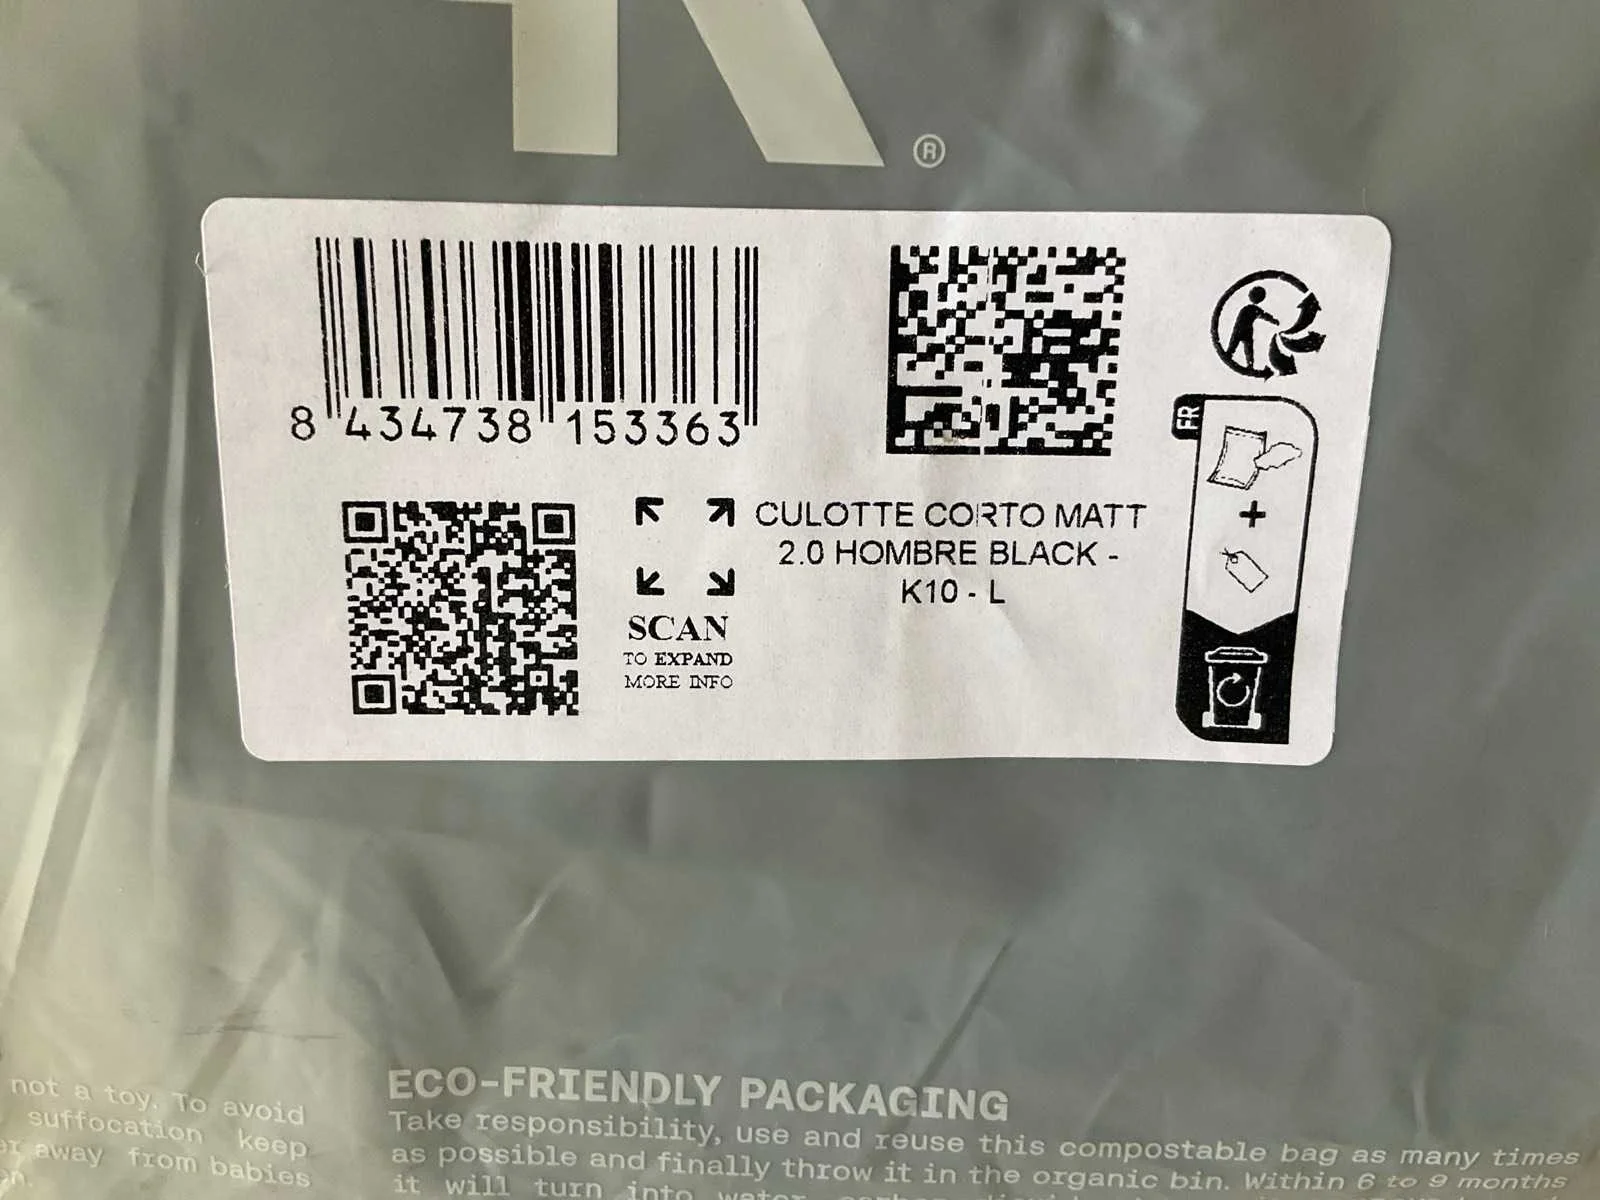 ®
8 434738 153363
CULOTTE CORTO MATT
2.0 HOMBRE BLACK -
K10 - L
SCAN
TO EXPAND
MORE INFO
FR
+
not a toy. To avoid
suffocation keep
away from babies
ECO-FRIENDLY PACKAGING
Take responsibility, use and reuse this compostable bag as many times
as possible and finally throw it in the organic bin. Within 6 to 9 months
it will turn into water